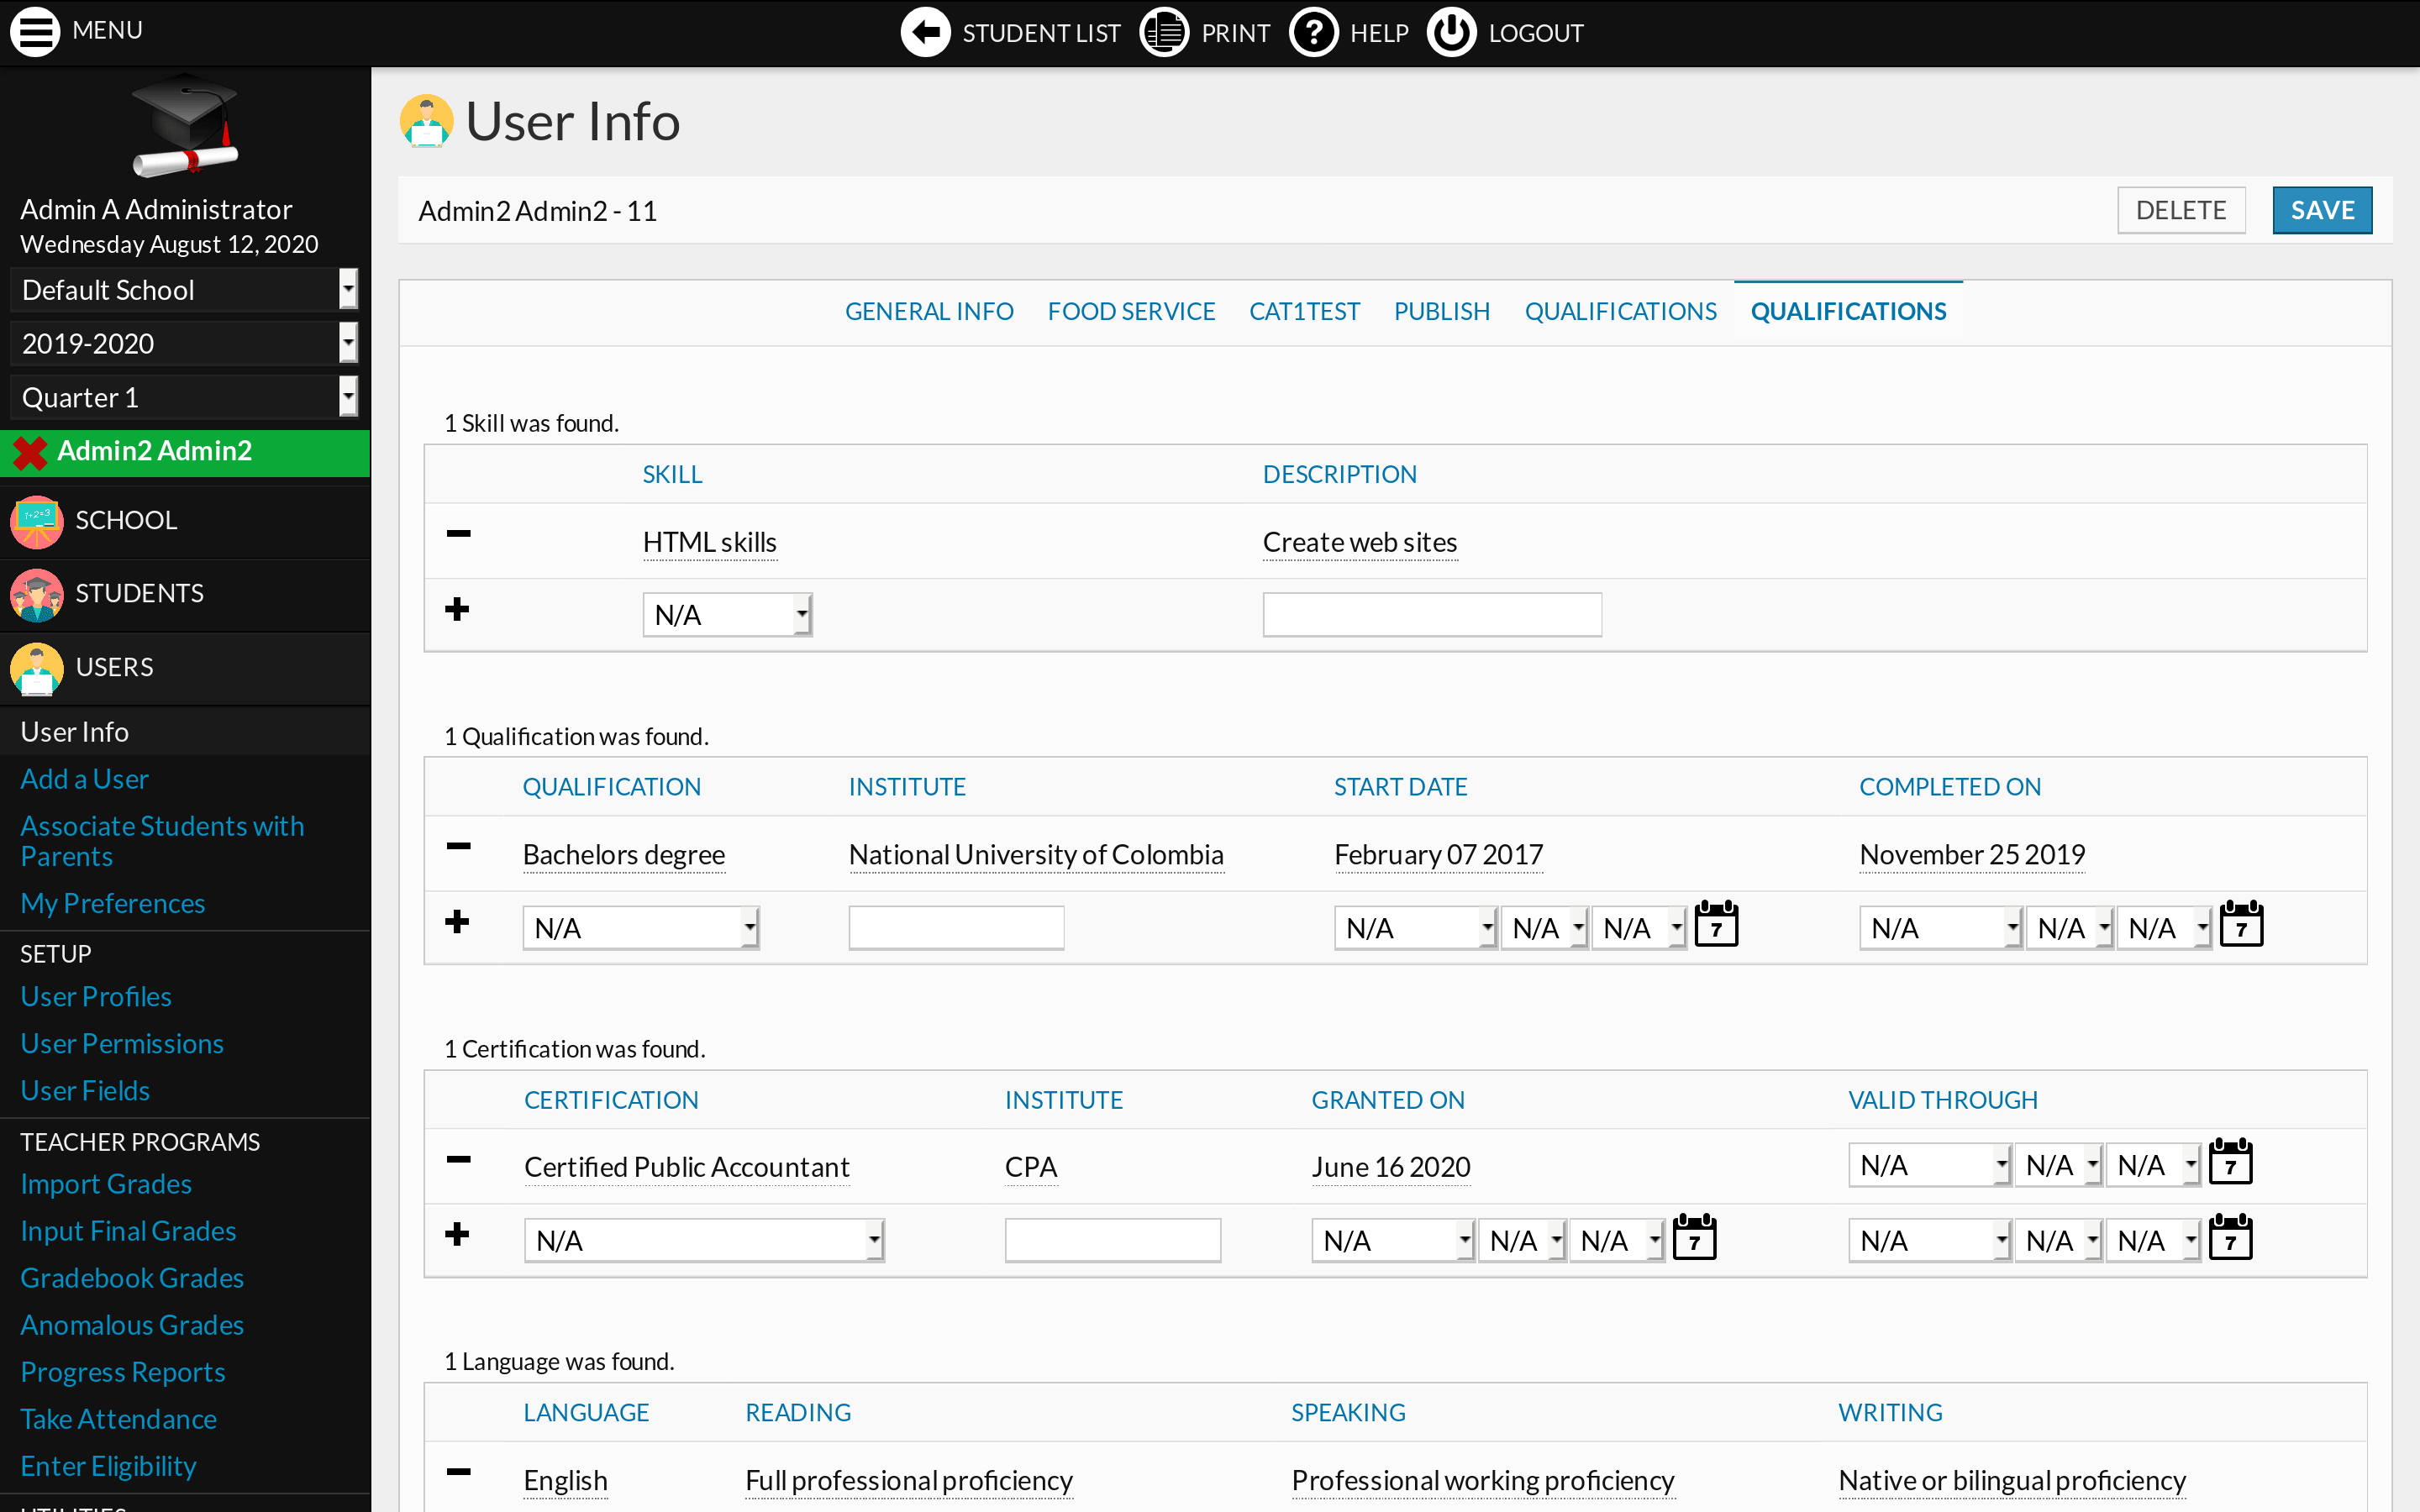 MENU
STUDENT LIST
PRINT
HELP
LOGOUT
Admin A Administrator
Wednesday August 12, 2020
Default School
2019-2020
Quarter 1
Admin2 Admin2
SCHOOL
STUDENTS
USERS
User Info
Add a User
Associate Students with
Parents
My Preferences
SETUP
User Profiles
User Permissions
User Fields
TEACHER PROGRAMS
Import Grades
Input Final Grades
Gradebook Grades
Anomalous Grades
Progress Reports
Take Attendance
Enter Eligibility
User Info
Admin2 Admin2 - 11
DELETE
SAVE
GENERAL INFO
FOOD SERVICE
CAT1TEST
PUBLISH
QUALIFICATIONS
QUALIFICATIONS
1 Skill was found.
SKILL DESCRIPTION
HTML skills Create web sites
N/A
1 Qualification was found.
QUALIFICATION INSTITUTE START DATE COMPLETED ON
Bachelors degree National University of Colombia February 07 2017 November 25 2019
N/A N/A N/A N/A 7 N/A N/A N/A 7
1 Certification was found.
CERTIFICATION INSTITUTE GRANTED ON VALID THROUGH
Certified Public Accountant CPA June 16 2020 N/A N/A N/A 7
N/A N/A N/A N/A 7 N/A N/A N/A 7
1 Language was found.
LANGUAGE READING SPEAKING WRITING
English Full professional proficiency Professional working proficiency Native or bilingual proficiency